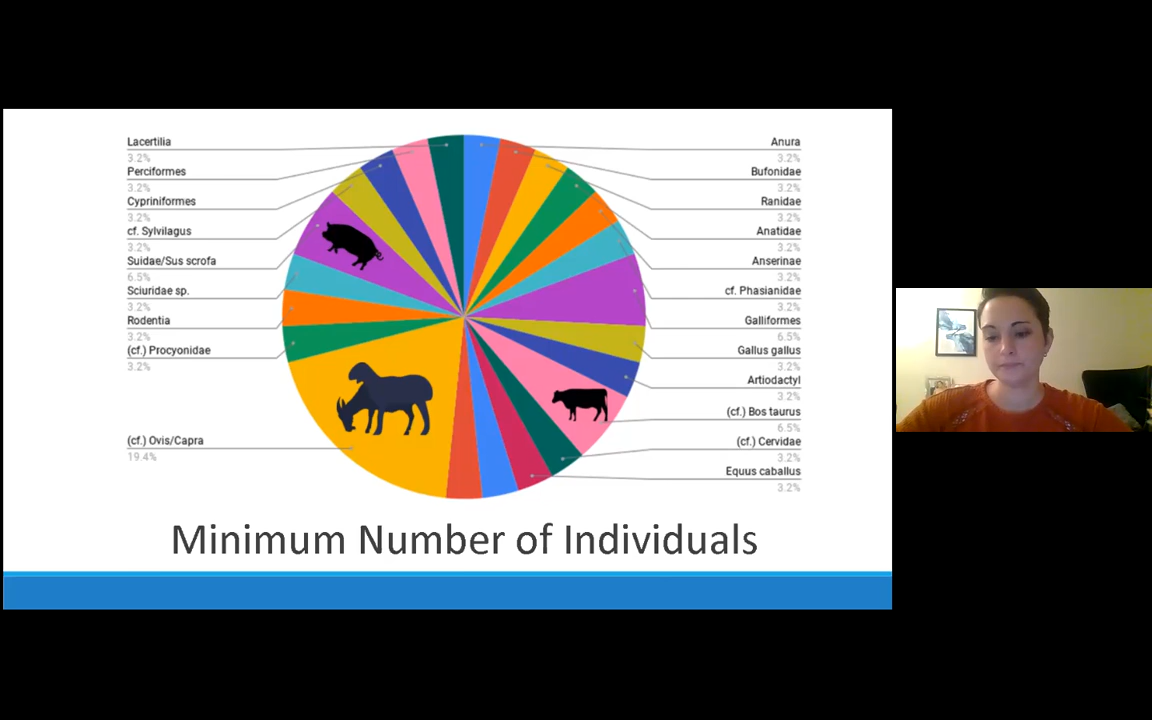 Lacertilia
3.2%
Perciformes
3.2%
Cypriniformes
3.2%
cf. Sylvilagus
3.2%
Suidae/Sus scrofa
6.5%
Sciuridae sp.
3.2%
Rodentia
3.2%
(cf.) Procyonidae
3.2%
(cf.) Ovis/Capra
19.4%
Anura
3.2%
Bufonidae
3.2%
Ranidae
3.2%
Anatidae
3.2%
Anserinae
3.2%
cf. Phasianidae
3.2%
Galliformes
6.5%
Gallus gallus
3.2%
Artiodactyl
3.2%
(cf.) Bos taurus
6.5%
(cf.) Cervidae
3.2%
Equus caballus
3.2%
Minimum Number of Individuals